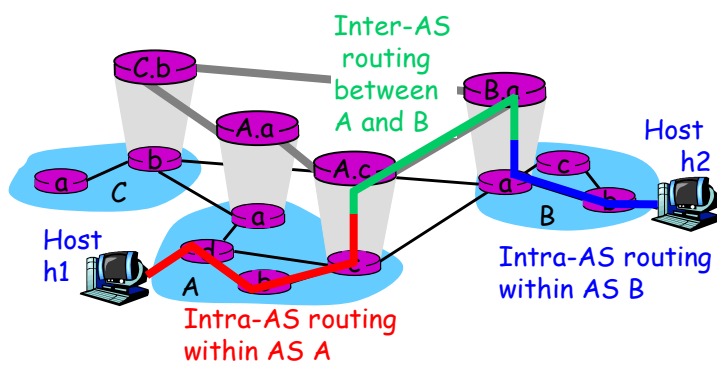 Inter-AS
routing
between
A and B
C.b
B.a
A.a
Host
h2
A.c
b
c
a
a
C
b
B
a
Host
h1
d
c
b
A
Intra-AS routing
within AS B
Intra-AS routing
within AS A